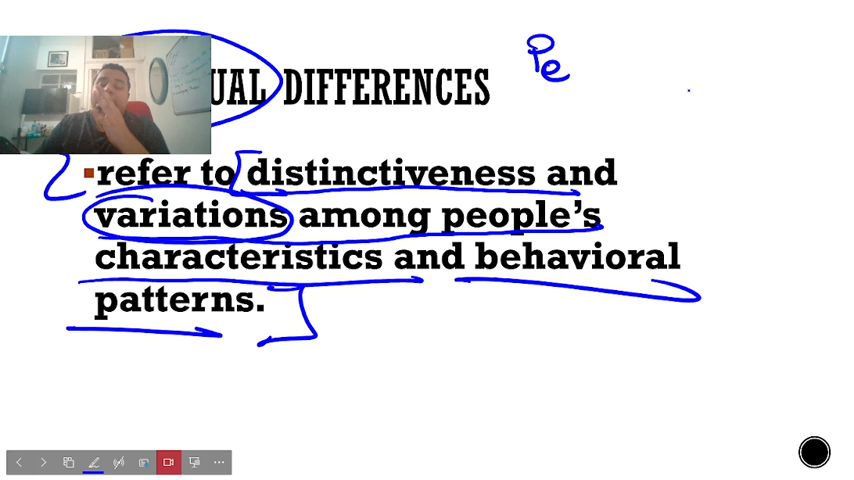 UAL DIFFERENCES
Pe
refer to distinctiveness and
variations among people's
characteristics and behavioral
patterns.